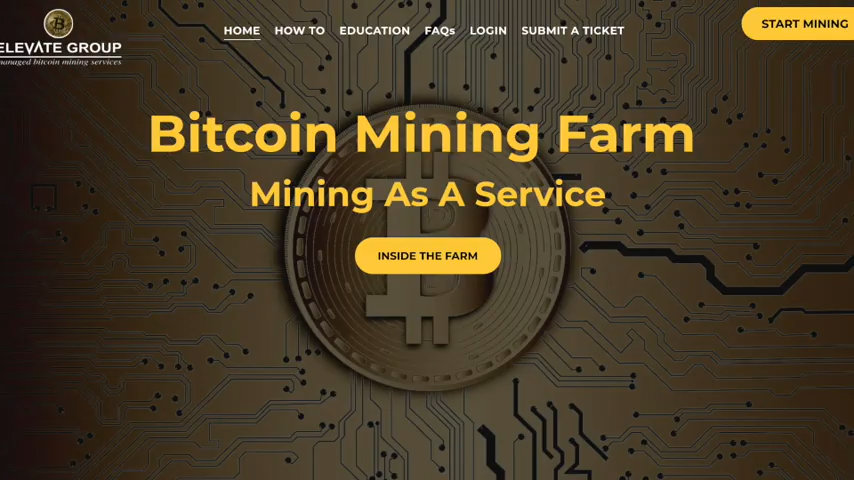 ELEVATE GROUP
managed bitcoin mining services
HOME HOW TO EDUCATION FAQs LOGIN SUBMIT A TICKET
START MINING
Bitcoin Mining Farm
Mining As A Service
INSIDE THE FARM